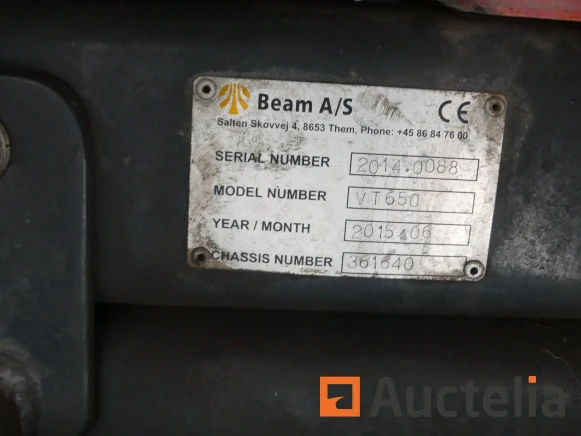 Beam A/S CE
Salten Skovvej 4, 8653 Them, Phone: +45 86 84 76 00
SERIAL NUMBER 2014.0088
MODEL NUMBER VT650
YEAR / MONTH 2015.06
CHASSIS NUMBER 361640
Auctelia